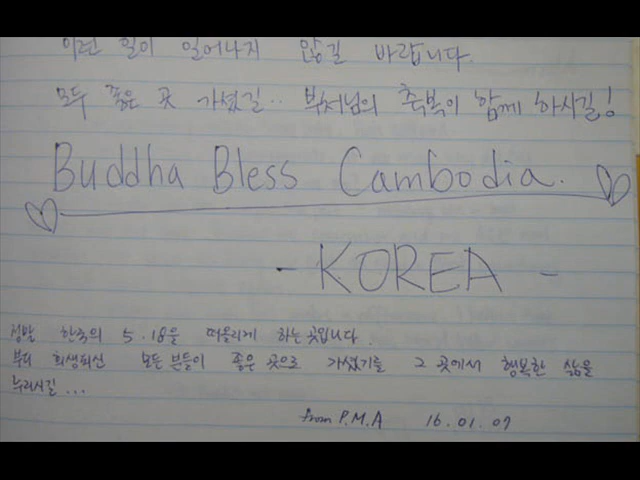 이런 일이 일어나지 않길 바랍니다.
모두 좋은 곳 가셨길.. 부처님의 축복이 함께 하시길!
Buddha Bless Cambodia.
- KOREA -
정말 한국의 5.18을 떠올리게 하는 곳입니다.
부디 희생되신 모든 분들이 좋은 곳으로 가셨기를 그 곳에서 행복한 삶을
누리시길...
from P.M.A 16.01.07